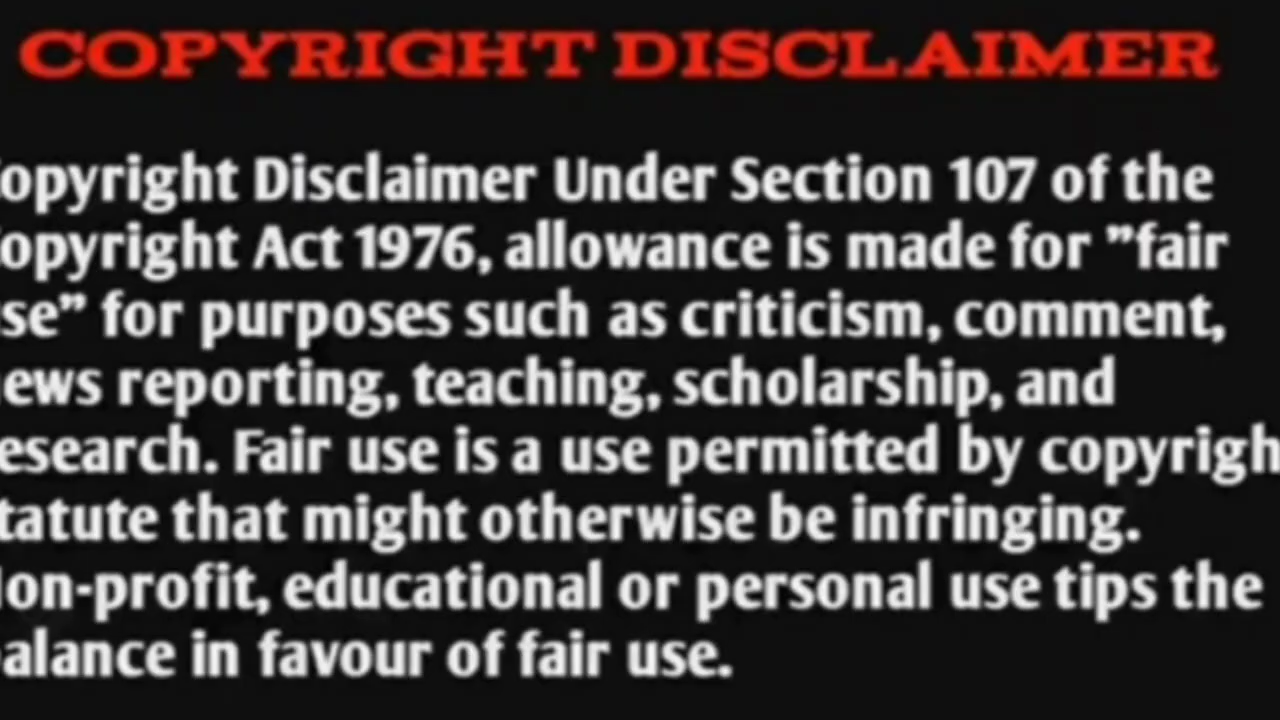 COPYRIGHT DISCLAIMER
opyright Disclaimer Under Section 107 of the
opyright Act 1976, allowance is made for ”fair
se” for purposes such as criticism, comment,
ews reporting, teaching, scholarship, and
esearch. Fair use is a use permitted by copyrigh
tatute that might otherwise be infringing.
on-profit, educational or personal use tips the
alance in favour of fair use.